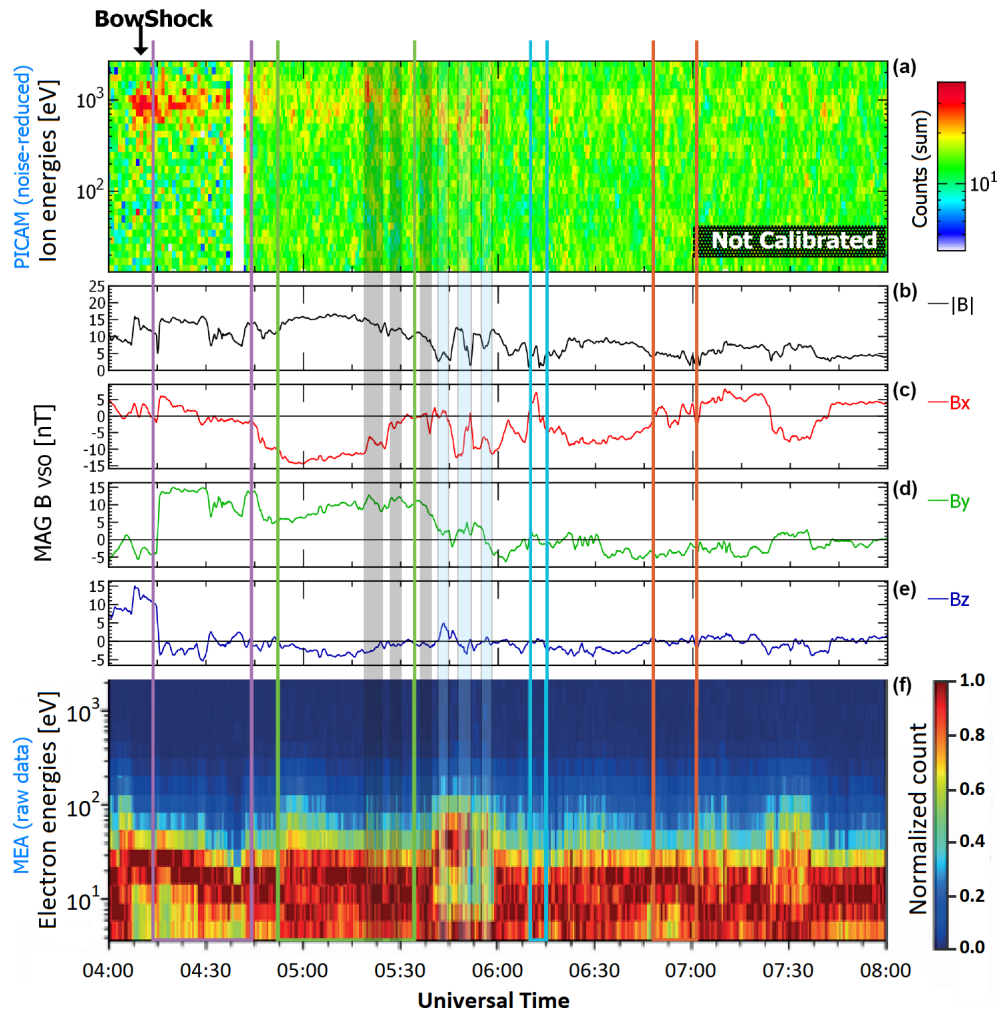 BowShock
(a)
PICAM (noise-reduced)
Ion energies [eV]
10³
10²
Not Calibrated
Counts (sum)
10¹
(b)
25
20
15
10
5
0
|B|
(c)
5
0
-5
-10
-15
Bx
MAG B vso [nT]
(d)
15
10
5
0
-5
By
(e)
15
10
5
0
-5
Bz
(f)
MEA (raw data)
Electron energies [eV]
10³
10²
10¹
1.0
0.8
0.6
0.4
0.2
0.0
Normalized count
04:00 04:30 05:00 05:30 06:00 06:30 07:00 07:30 08:00
Universal Time